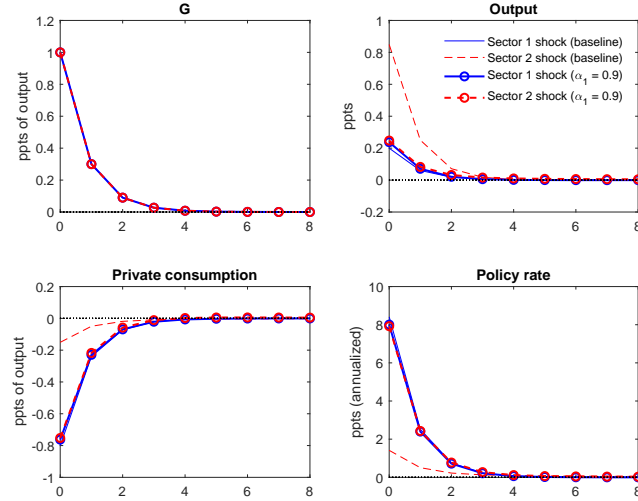 G
ppts of output
1.2
1
0.8
0.6
0.4
0.2
0
0 2 4 6 8
Output
ppts
1
0.8
0.6
0.4
0.2
0
-0.2
0 2 4 6 8
Sector 1 shock (baseline)
Sector 2 shock (baseline)
Sector 1 shock (α₁ = 0.9)
Sector 2 shock (α₁ = 0.9)
Private consumption
ppts of output
0.2
0
-0.2
-0.4
-0.6
-0.8
-1
0 2 4 6 8
Policy rate
ppts (annualized)
10
8
6
4
2
0
0 2 4 6 8